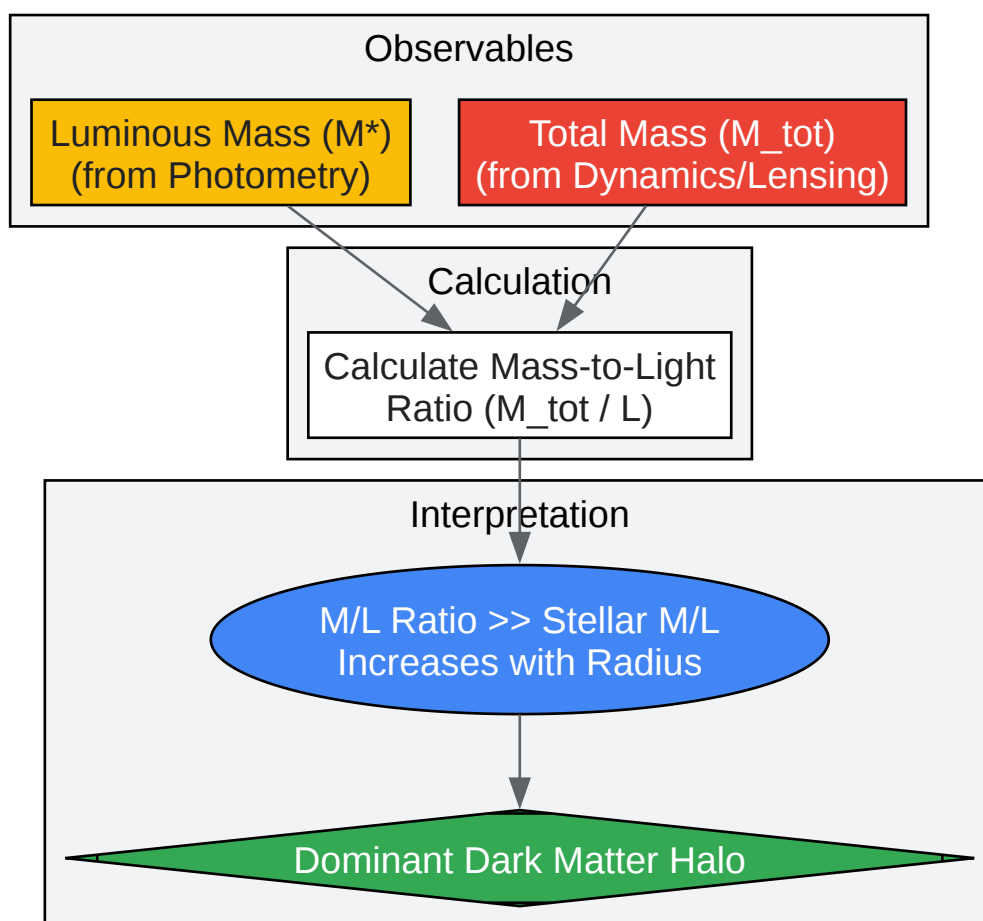 Observables
Luminous Mass (M*)
(from Photometry)
Total Mass (M_tot)
(from Dynamics/Lensing)
Calculation
Calculate Mass-to-Light
Ratio (M_tot / L)
Interpretation
M/L Ratio >> Stellar M/L
Increases with Radius
Dominant Dark Matter Halo